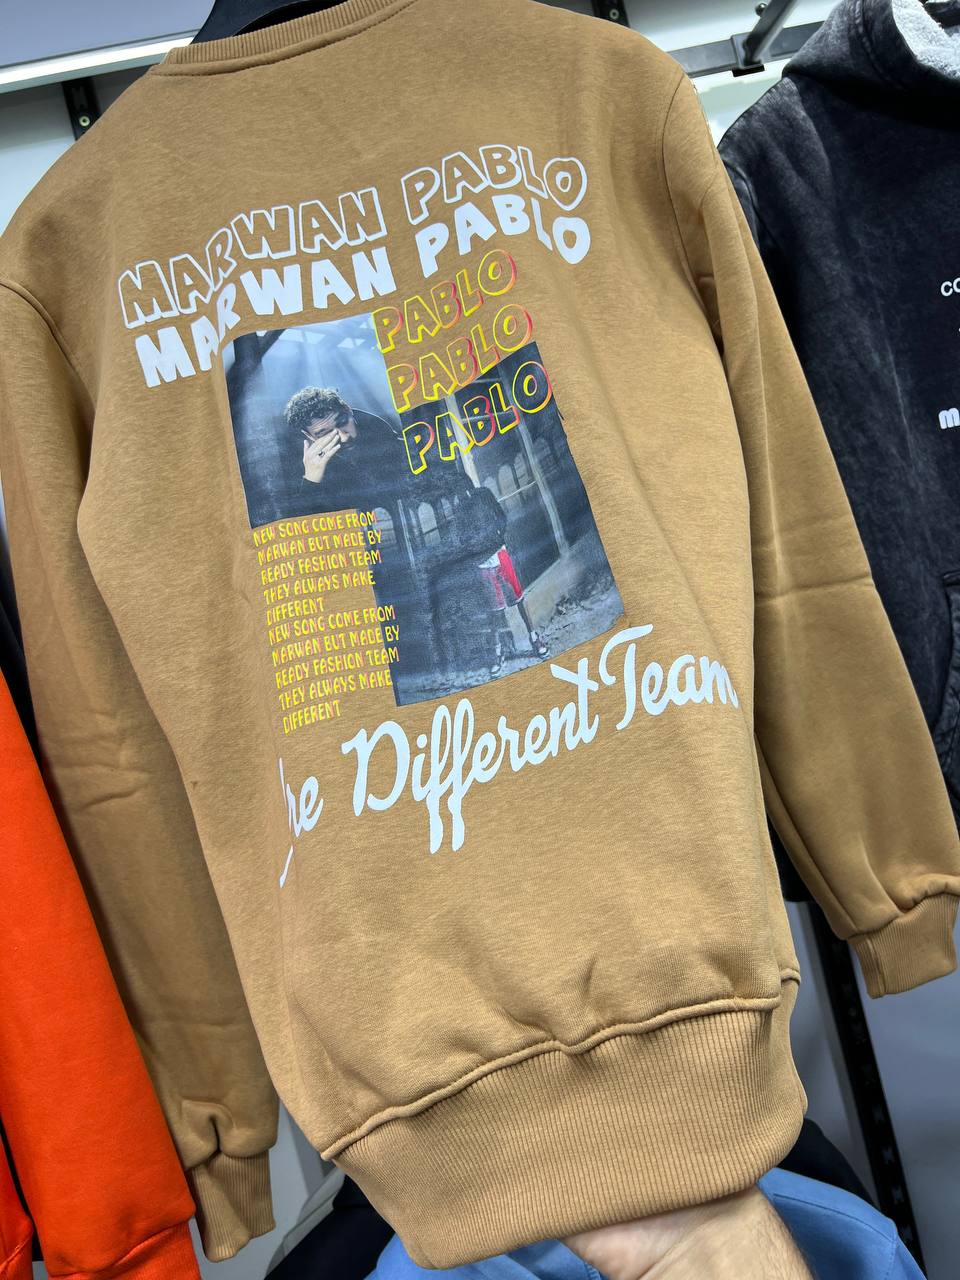 MARWAN PABLO
MARWAN PABLO
PABLO
PABLO
PABLO
NEW SONG COME FROM
MARWAN BUT MADE BY
READY FASHION TEAM
THEY ALWAYS MAKE
DIFFERENT
NEW SONG COME FROM
MARWAN BUT MADE BY
READY FASHION TEAM
THEY ALWAYS MAKE
DIFFERENT
Different Team